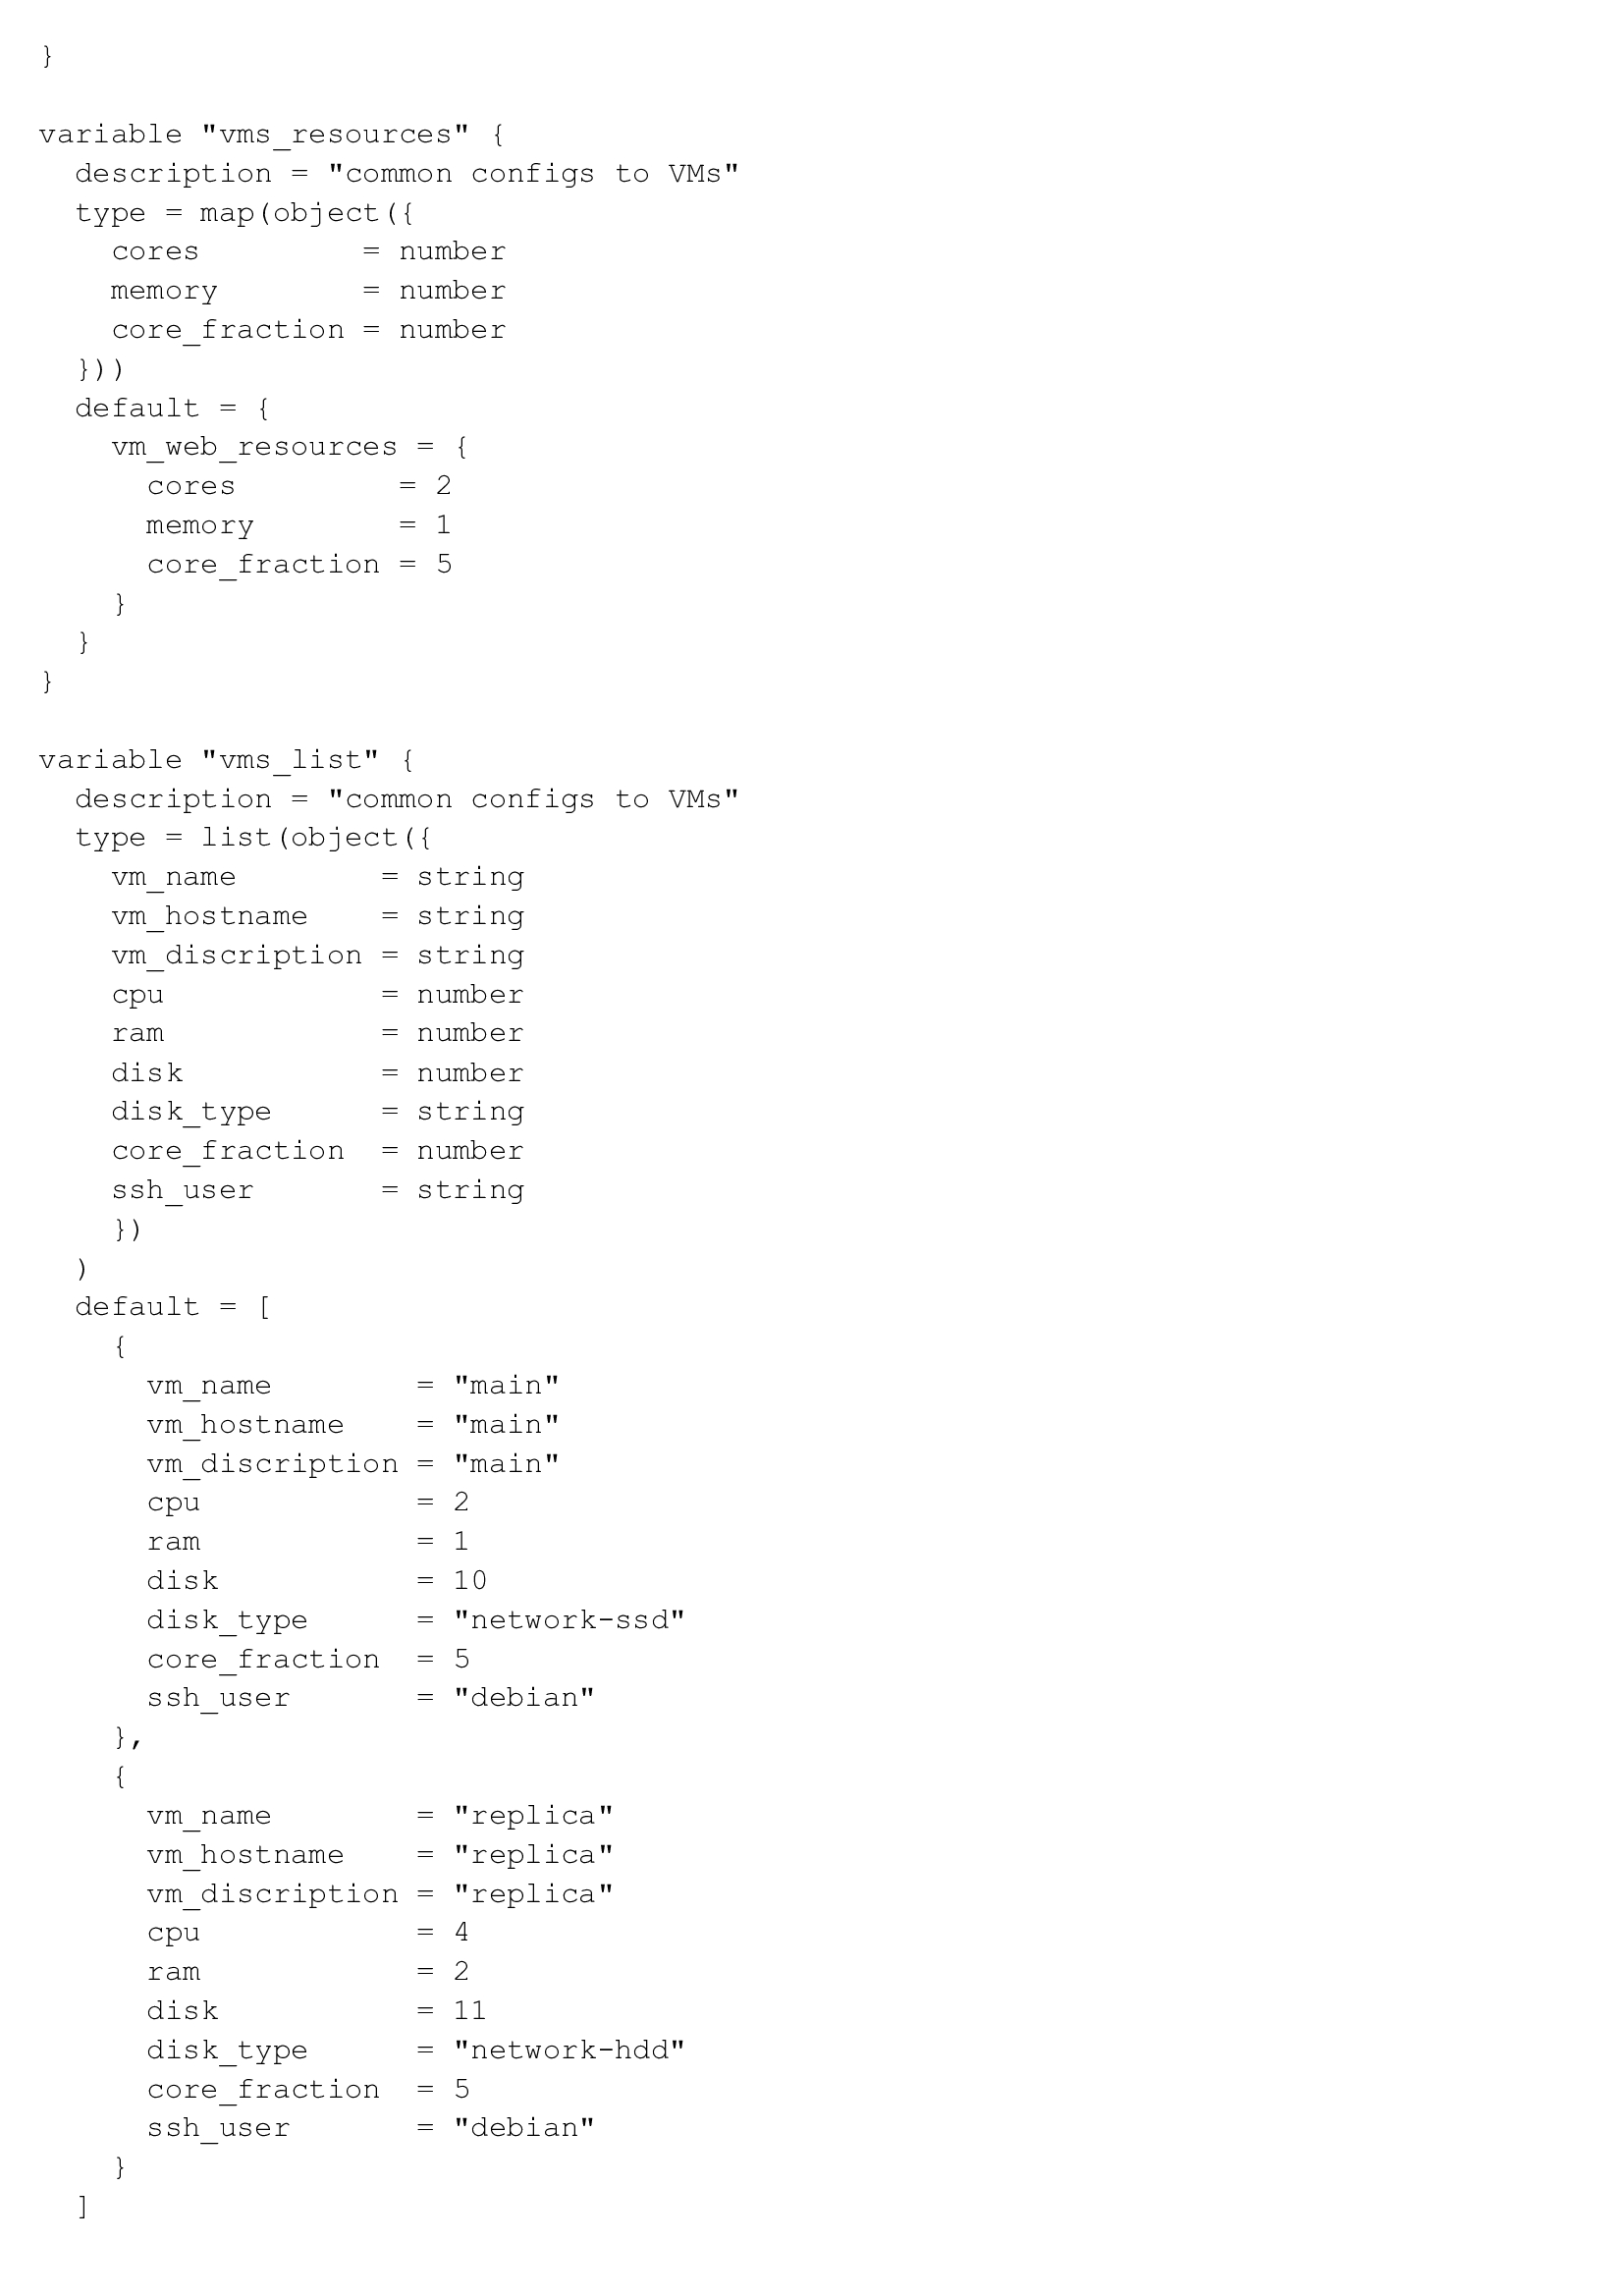 }

variable "vms_resources" {
  description = "common configs to VMs"
  type = map(object({
    cores         = number
    memory        = number
    core_fraction = number
  }))
  default = {
    vm_web_resources = {
      cores         = 2
      memory        = 1
      core_fraction = 5
    }
  }
}

variable "vms_list" {
  description = "common configs to VMs"
  type = list(object({
    vm_name        = string
    vm_hostname    = string
    vm_discription = string
    cpu            = number
    ram            = number
    disk           = number
    disk_type      = string
    core_fraction  = number
    ssh_user       = string
    })
  )
  default = [
    {
      vm_name        = "main"
      vm_hostname    = "main"
      vm_discription = "main"
      cpu            = 2
      ram            = 1
      disk           = 10
      disk_type      = "network-ssd"
      core_fraction  = 5
      ssh_user       = "debian"
    },
    {
      vm_name        = "replica"
      vm_hostname    = "replica"
      vm_discription = "replica"
      cpu            = 4
      ram            = 2
      disk           = 11
      disk_type      = "network-hdd"
      core_fraction  = 5
      ssh_user       = "debian"
    }
  ]